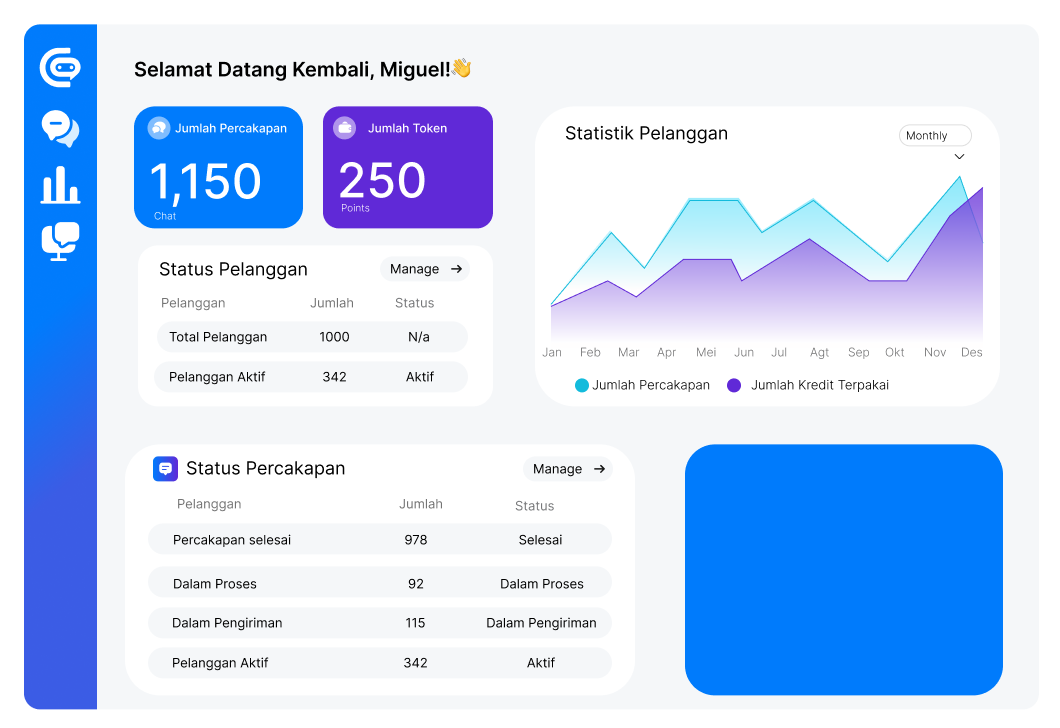 Selamat Datang Kembali, Miguel!👋
Jumlah Percakapan
1,150
Chat
Jumlah Token
250
Points
Status Pelanggan
Manage →
Pelanggan Jumlah Status
Total Pelanggan 1000 N/a
Pelanggan Aktif 342 Aktif
Statistik Pelanggan
Monthly
Jan Feb Mar Apr Mei Jun Jul Agt Sep Okt Nov Des
Jumlah Percakapan Jumlah Kredit Terpakai
Status Percakapan
Manage →
Pelanggan Jumlah Status
Percakapan selesai 978 Selesai
Dalam Proses 92 Dalam Proses
Dalam Pengiriman 115 Dalam Pengiriman
Pelanggan Aktif 342 Aktif